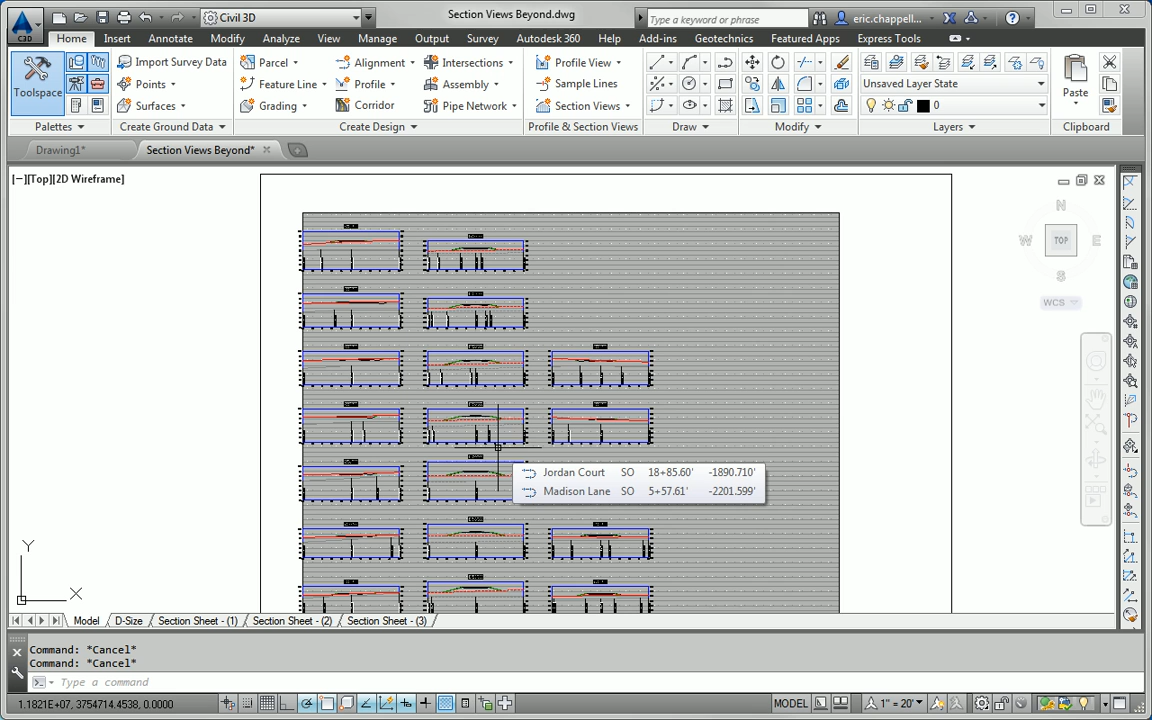 Civil 3D
Section Views Beyond.dwg
Type a keyword or phrase
eric.chappell...
C3D
Home
Insert
Annotate
Modify
Analyze
View
Manage
Output
Survey
Autodesk 360
Help
Add-ins
Geotechnics
Featured Apps
Express Tools
Toolspace
Import Survey Data
Points
Surfaces
Parcel
Feature Line
Grading
Alignment
Profile
Corridor
Intersections
Assembly
Pipe Network
Profile View
Sample Lines
Section Views
Unsaved Layer State
0
Paste
Palettes
Create Ground Data
Create Design
Profile & Section Views
Draw
Modify
Layers
Clipboard
Drawing1*
Section Views Beyond*
[−][Top][2D Wireframe]
N
W
TOP
E
S
WCS
Jordan Court SO 18+85.60' -1890.710'
Madison Lane SO 5+57.61' -2201.599'
Y
X
Model
D-Size
Section Sheet - (1)
Section Sheet - (2)
Section Sheet - (3)
Command: *Cancel*
Command: *Cancel*
Type a command
1.1821E+07, 3754714.4538, 0.0000
MODEL
1" = 20'